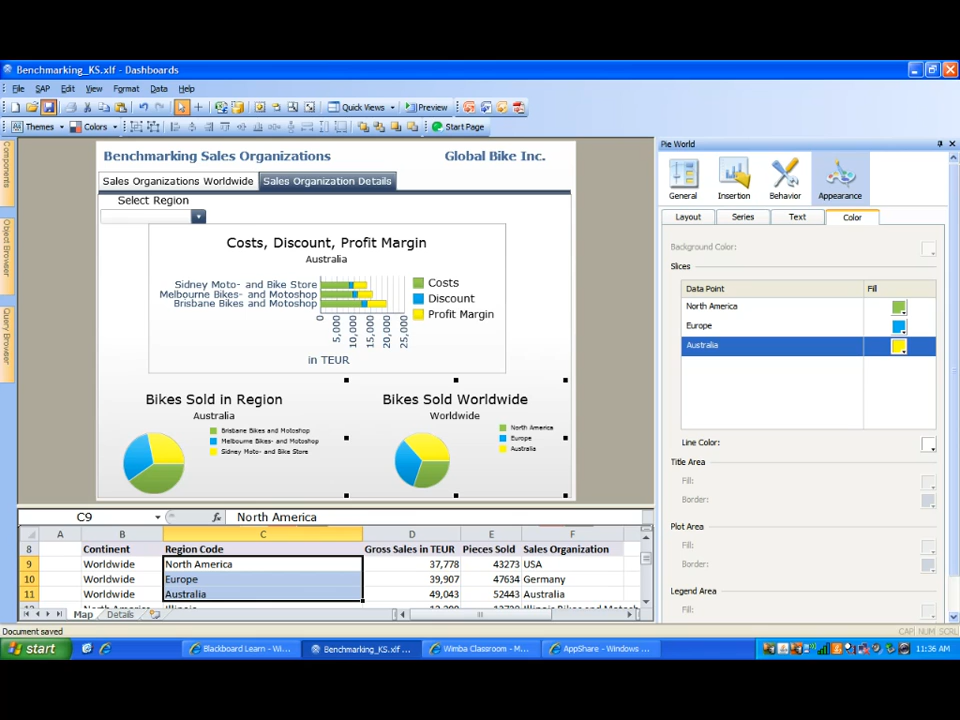 Benchmarking_KS.xlf - Dashboards
File SAP Edit View Format Data Help
Quick Views Preview
Themes Colors Start Page
Components
Object Browser
Query Browser
Benchmarking Sales Organizations Global Bike Inc.
Sales Organizations Worldwide Sales Organization Details
Select Region
Costs, Discount, Profit Margin
Australia
Sidney Moto- and Bike Store
Melbourne Bikes- and Motoshop
Brisbane Bikes and Motoshop
0 5,000 10,000 15,000 20,000 25,000
in TEUR
Costs
Discount
Profit Margin
Bikes Sold in Region
Australia
Brisbane Bikes and Motoshop
Melbourne Bikes- and Motoshop
Sidney Moto- and Bike Store
Bikes Sold Worldwide
Worldwide
North America
Europe
Australia
Pie World
General Insertion Behavior Appearance
Layout Series Text Color
Background Color:
Slices
Data Point Fill
North America
Europe
Australia
Line Color:
Title Area
Fill:
Border:
Plot Area
Fill:
Border:
Legend Area
Fill:
C9 fx North America
A B C D E F
8 Continent Region Code Gross Sales in TEUR Pieces Sold Sales Organization
9 Worldwide North America 37,778 43273 USA
10 Worldwide Europe 39,907 47634 Germany
11 Worldwide Australia 49,043 52443 Australia
Map Details
Document saved CAP NUM SCRL
start Blackboard Learn - Wi... Benchmarking_KS.xlf ... Wimba Classroom - M... AppShare - Windows ... 11:36 AM